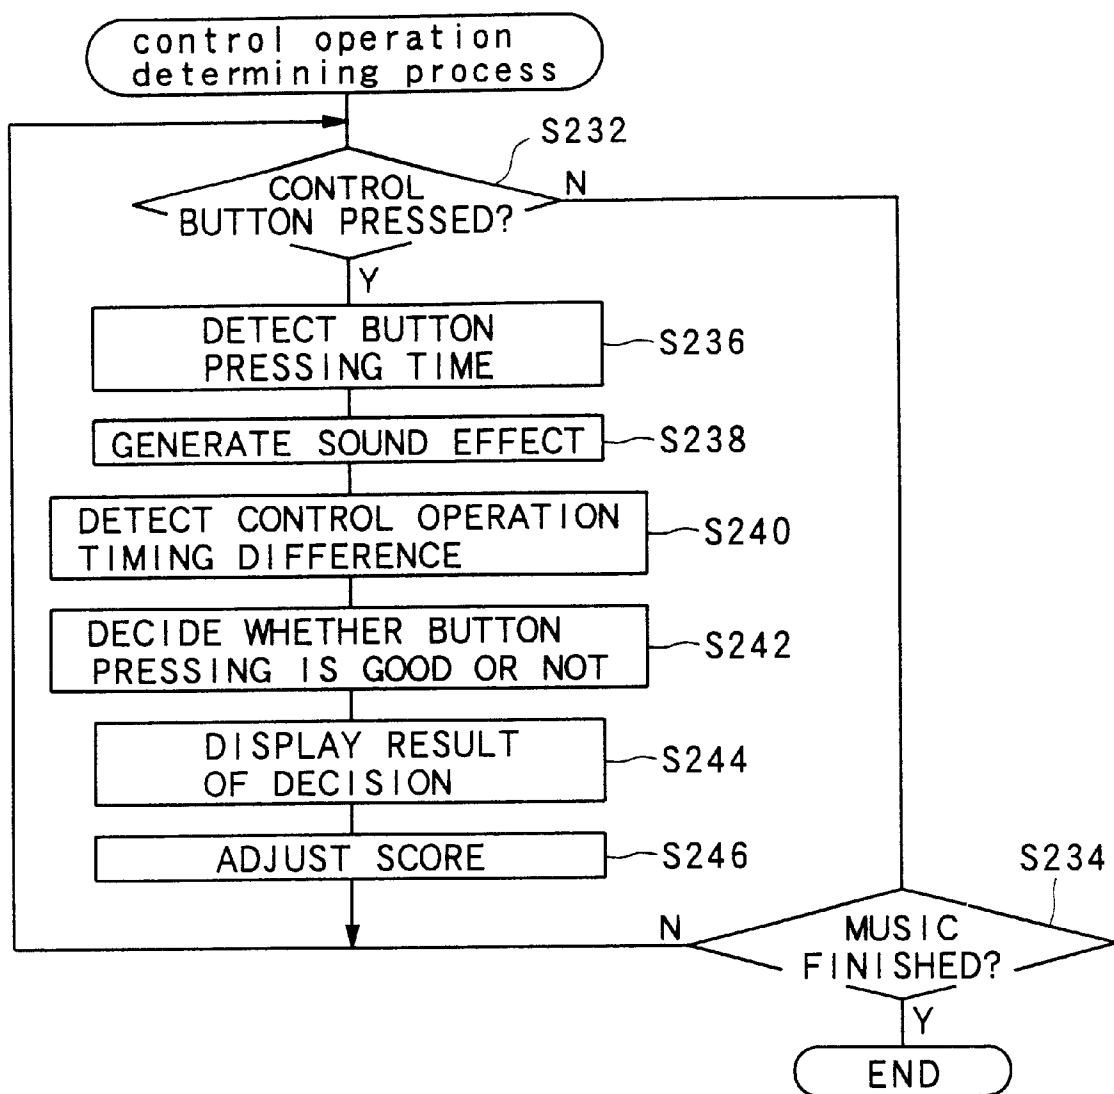 control operation
determining process
S232
CONTROL
BUTTON PRESSED?
N
Y
DETECT BUTTON
PRESSING TIME
S236
GENERATE SOUND EFFECT
S238
DETECT CONTROL OPERATION
TIMING DIFFERENCE
S240
DECIDE WHETHER BUTTON
PRESSING IS GOOD OR NOT
S242
DISPLAY RESULT
OF DECISION
S244
ADJUST SCORE
S246
S234
N
MUSIC
FINISHED?
Y
END